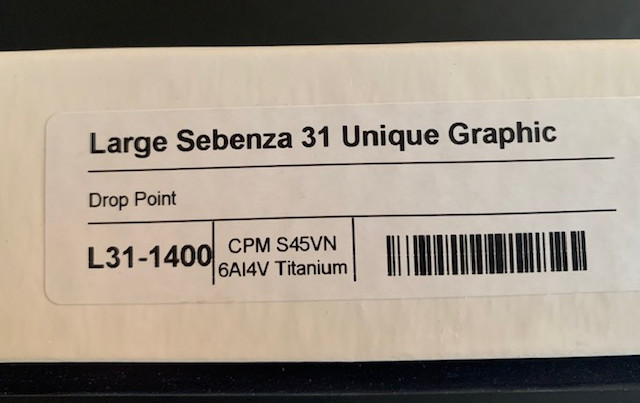 Large Sebenza 31 Unique Graphic
Drop Point
L31-1400
CPM S45VN
6Al4V Titanium